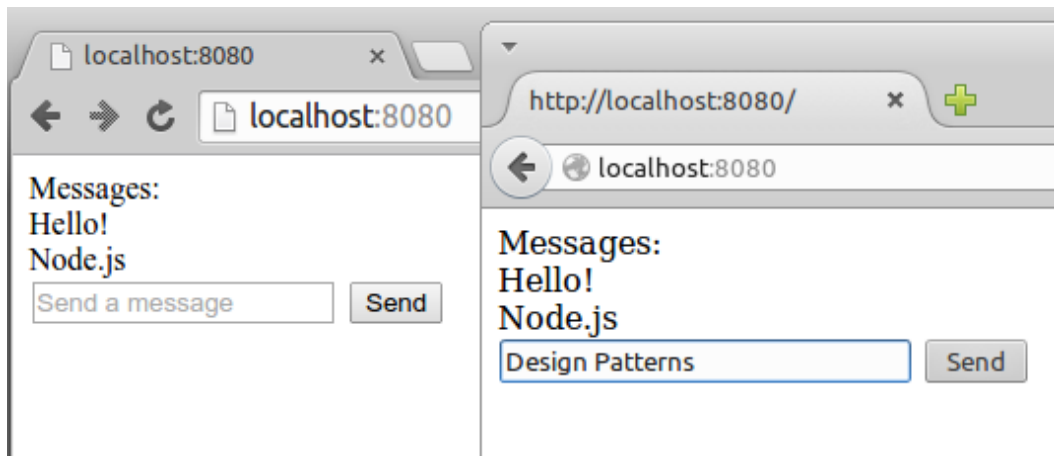 localhost:8080
localhost:8080
Messages:
Hello!
Node.js
Send a message Send
http://localhost:8080/
localhost:8080
Messages:
Hello!
Node.js
Design Patterns Send